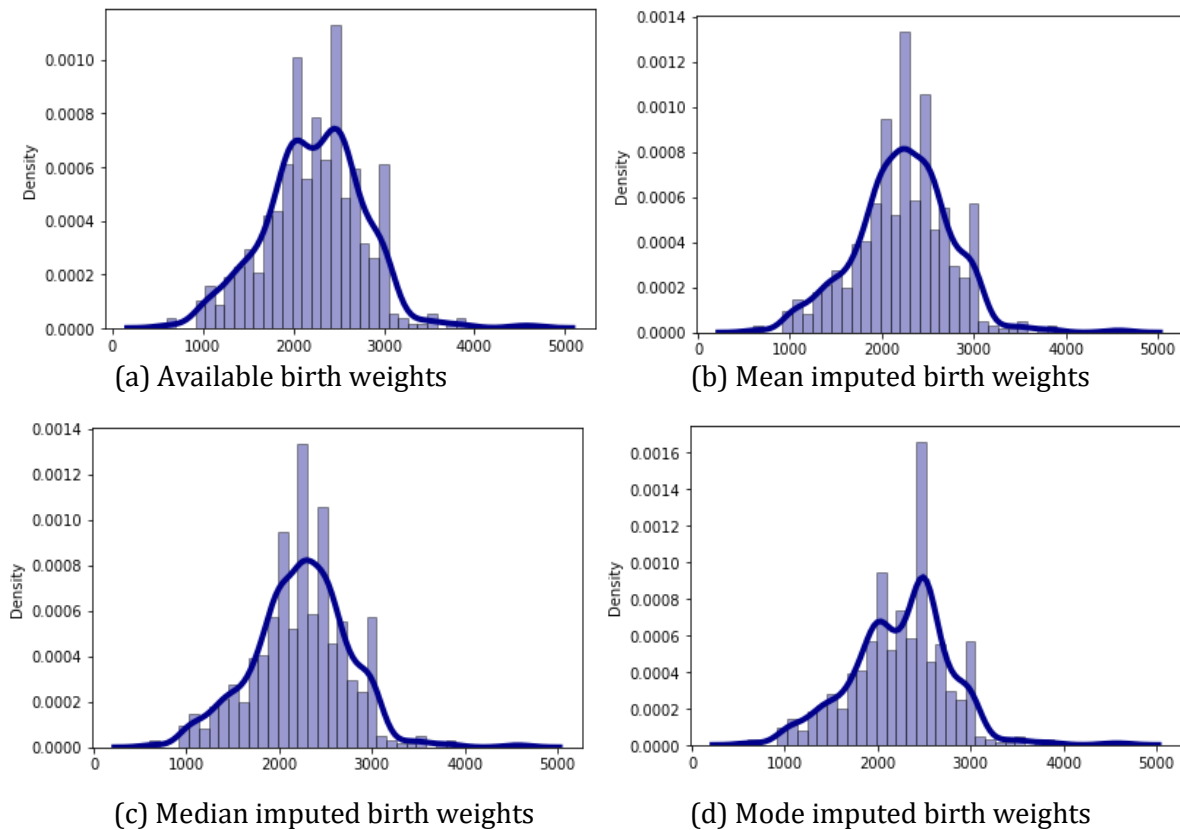 0.0010
0.0008
0.0006
0.0004
0.0002
0.0000
Density
0 1000 2000 3000 4000 5000
(a) Available birth weights
0.0014
0.0012
0.0010
0.0008
0.0006
0.0004
0.0002
0.0000
Density
0 1000 2000 3000 4000 5000
(b) Mean imputed birth weights
0.0014
0.0012
0.0010
0.0008
0.0006
0.0004
0.0002
0.0000
Density
0 1000 2000 3000 4000 5000
(c) Median imputed birth weights
0.0016
0.0014
0.0012
0.0010
0.0008
0.0006
0.0004
0.0002
0.0000
Density
0 1000 2000 3000 4000 5000
(d) Mode imputed birth weights